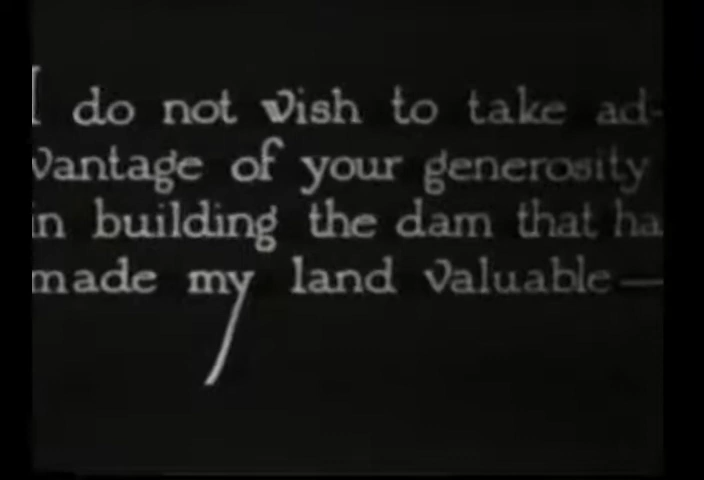 I do not wish to take ad-
vantage of your generosity
in building the dam that ha
made my land valuable—